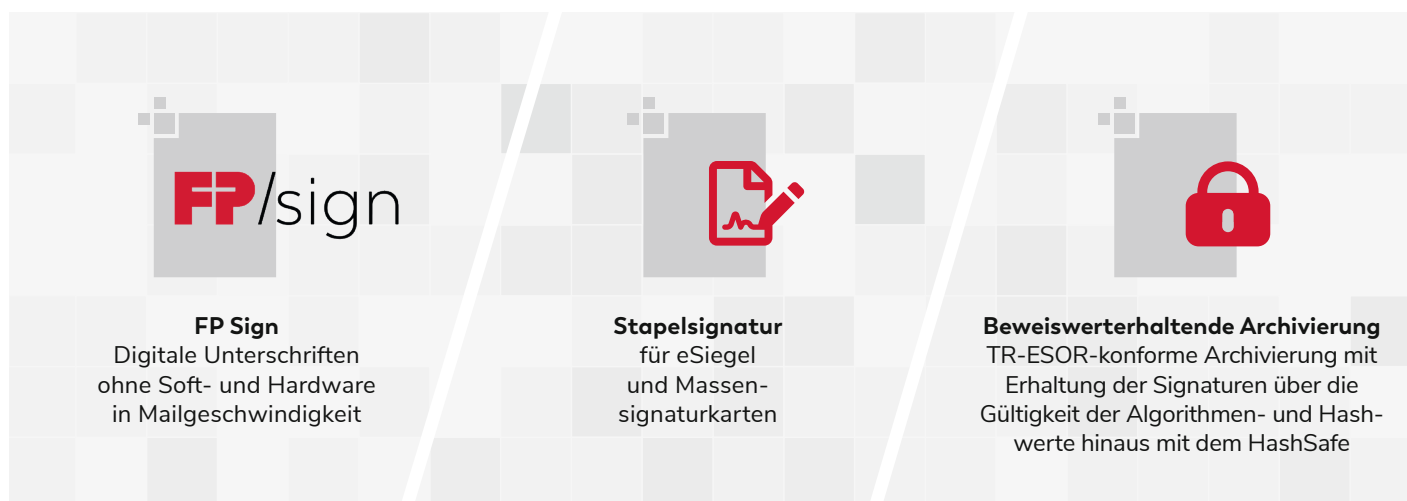 FP/sign
FP Sign
Digitale Unterschriften
ohne Soft- und Hardware
in Mailgeschwindigkeit
Stapelsignatur
für eSiegel
und Massen-
signaturkarten
Beweiswerterhaltende Archivierung
TR-ESOR-konforme Archivierung mit
Erhaltung der Signaturen über die
Gültigkeit der Algorithmen- und Hash-
werte hinaus mit dem HashSafe